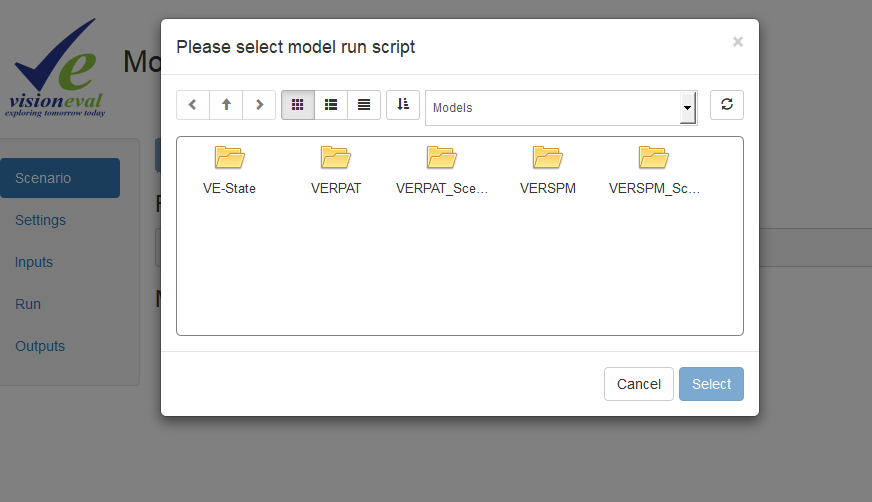 visioneval
exploring tomorrow today
Mo
Scenario
Settings
Inputs
Run
Outputs
Please select model run script
×
Models
VE-State
VERPAT
VERPAT_Sce...
VERSPM
VERSPM_Sc...
Cancel
Select